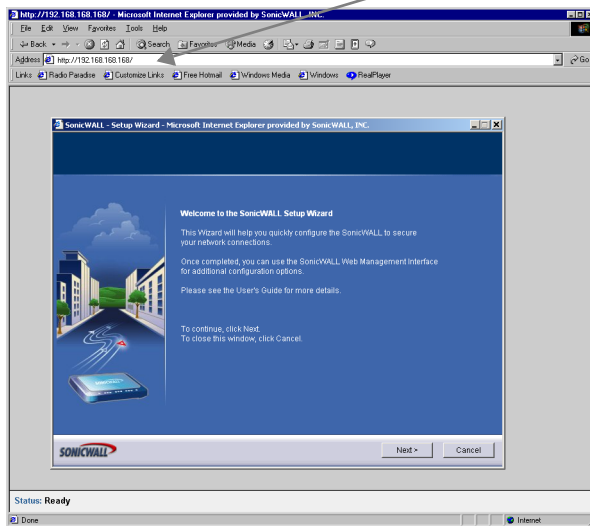 http://192.168.168.168/ - Microsoft Internet Explorer provided by SonicWALL, INC.
File Edit View Favorites Tools Help
Back Search Favorites Media
Address http://192.168.168.168/ Go
Links Radio Paradise Customize Links Free Hotmail Windows Media Windows RealPlayer
SonicWALL - Setup Wizard - Microsoft Internet Explorer provided by SonicWALL, INC.
Welcome to the SonicWALL Setup Wizard
This Wizard will help you quickly configure the SonicWALL to secure
your network connections.
Once completed, you can use the SonicWALL Web Management Interface
for additional configuration options.
Please see the User's Guide for more details.
To continue, click Next.
To close this window, click Cancel.
SONICWALL
Next > Cancel
Status: Ready
Done Internet